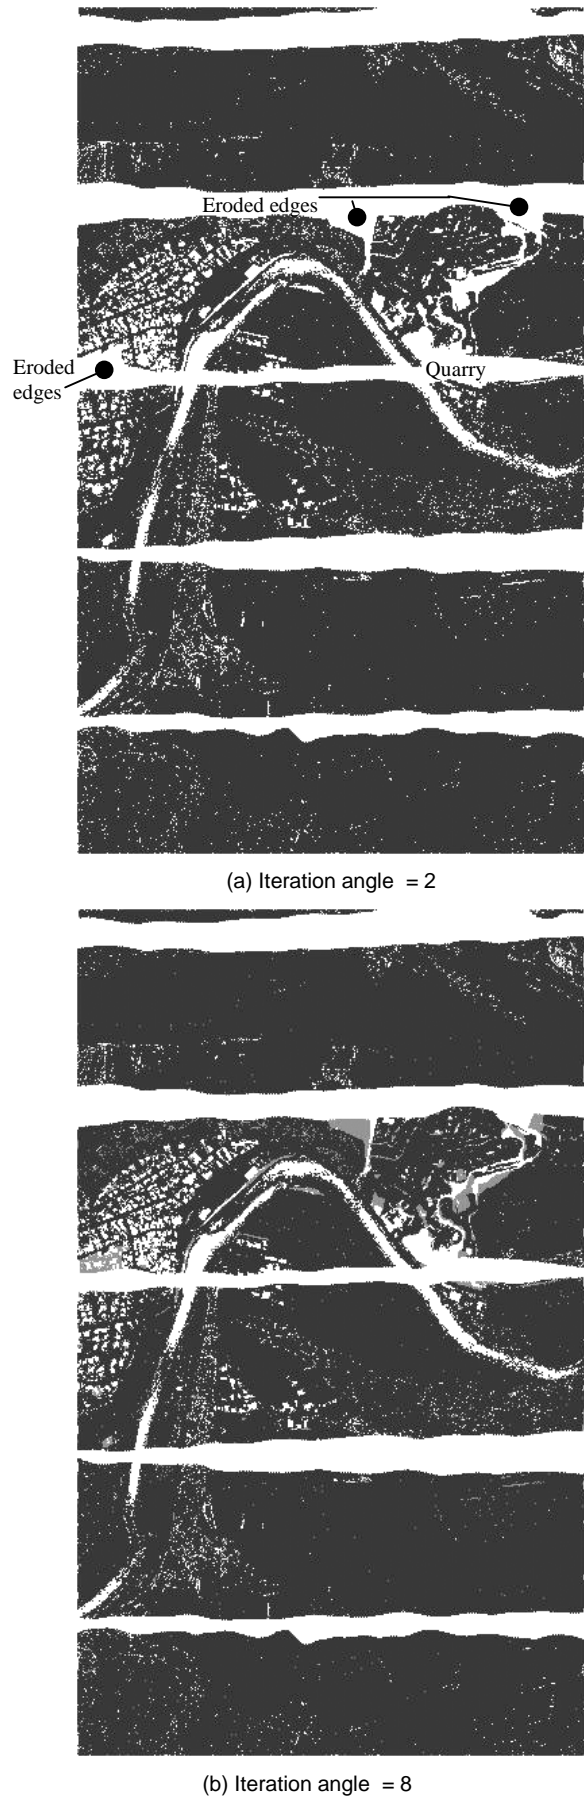 Eroded edges
Eroded
edges
Quarry
(a) Iteration angle = 2
(b) Iteration angle = 8